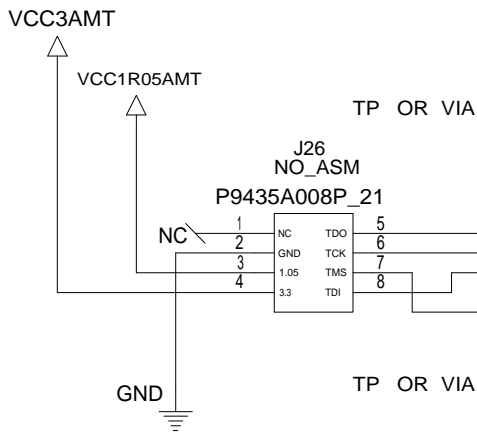 VCC3AMT
VCC1R05AMT
TP OR VIA
J26
NO_ASM
P9435A008P_21
NC 1 NC TDO 5
2 GND TCK 6
3 1.05 TMS 7
4 3.3 TDI 8
GND
TP OR VIA